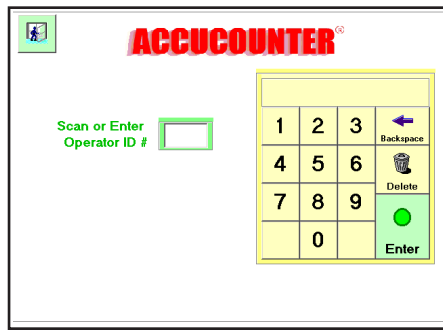 ACCUCOUNTER®
Scan or Enter
Operator ID #
1 2 3 Backspace
4 5 6 Delete
7 8 9
0 Enter